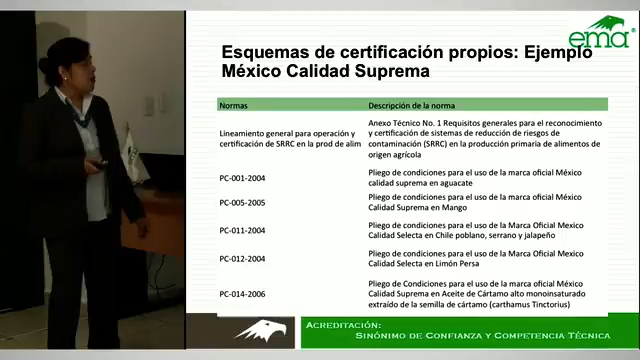 ema
Esquemas de certificación propios: Ejemplo
México Calidad Suprema
Normas
Descripción de la norma
Lineamiento general para operación y
certificación de SRRC en la prod de alim
Anexo Técnico No. 1 Requisitos generales para el reconocimiento
y certificación de sistemas de reducción de riesgos de
contaminación (SRRC) en la producción primaria de alimentos de
origen agrícola
PC-001-2004
Pliego de condiciones para el uso de la marca oficial México
calidad suprema en aguacate
PC-005-2005
Pliego de condiciones para el uso de la marca oficial México
Calidad Suprema en Mango
PC-011-2004
Pliego de condiciones para el uso de la Marca Oficial Mexico
Calidad Selecta en Chile poblano, serrano y jalapeño
PC-012-2004
Pliego de condiciones para el uso de la Marca Oficial Mexico
Calidad Selecta en Limón Persa
PC-014-2006
Pliego de Condiciones para el uso de la marca oficial México
Calidad Suprema en Aceite de Cártamo alto monoinsaturado
extraído de la semilla de cártamo (carthamus Tinctorius)
ACREDITACIÓN:
SINÓNIMO DE CONFIANZA Y COMPETENCIA TÉCNICA